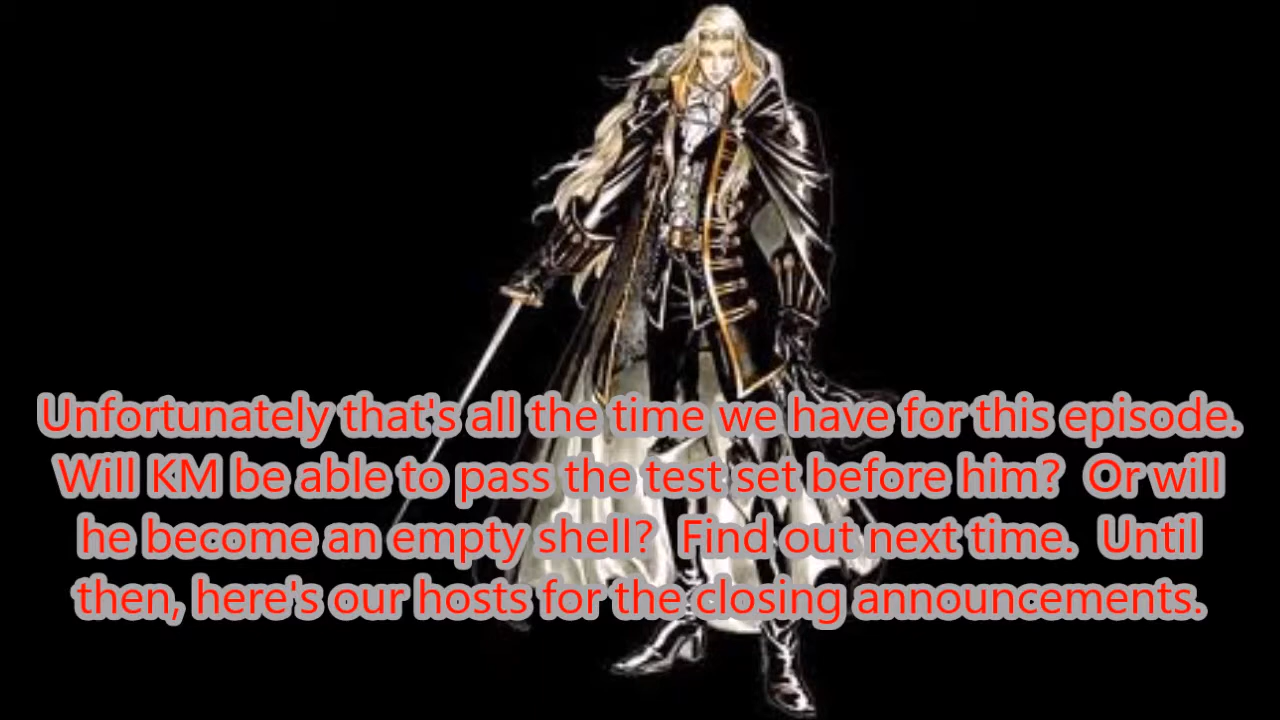 Unfortunately that's all the time we have for this episode.
Will KM be able to pass the test set before him?  Or will
he become an empty shell?  Find out next time.  Until
then, here's our hosts for the closing announcements.